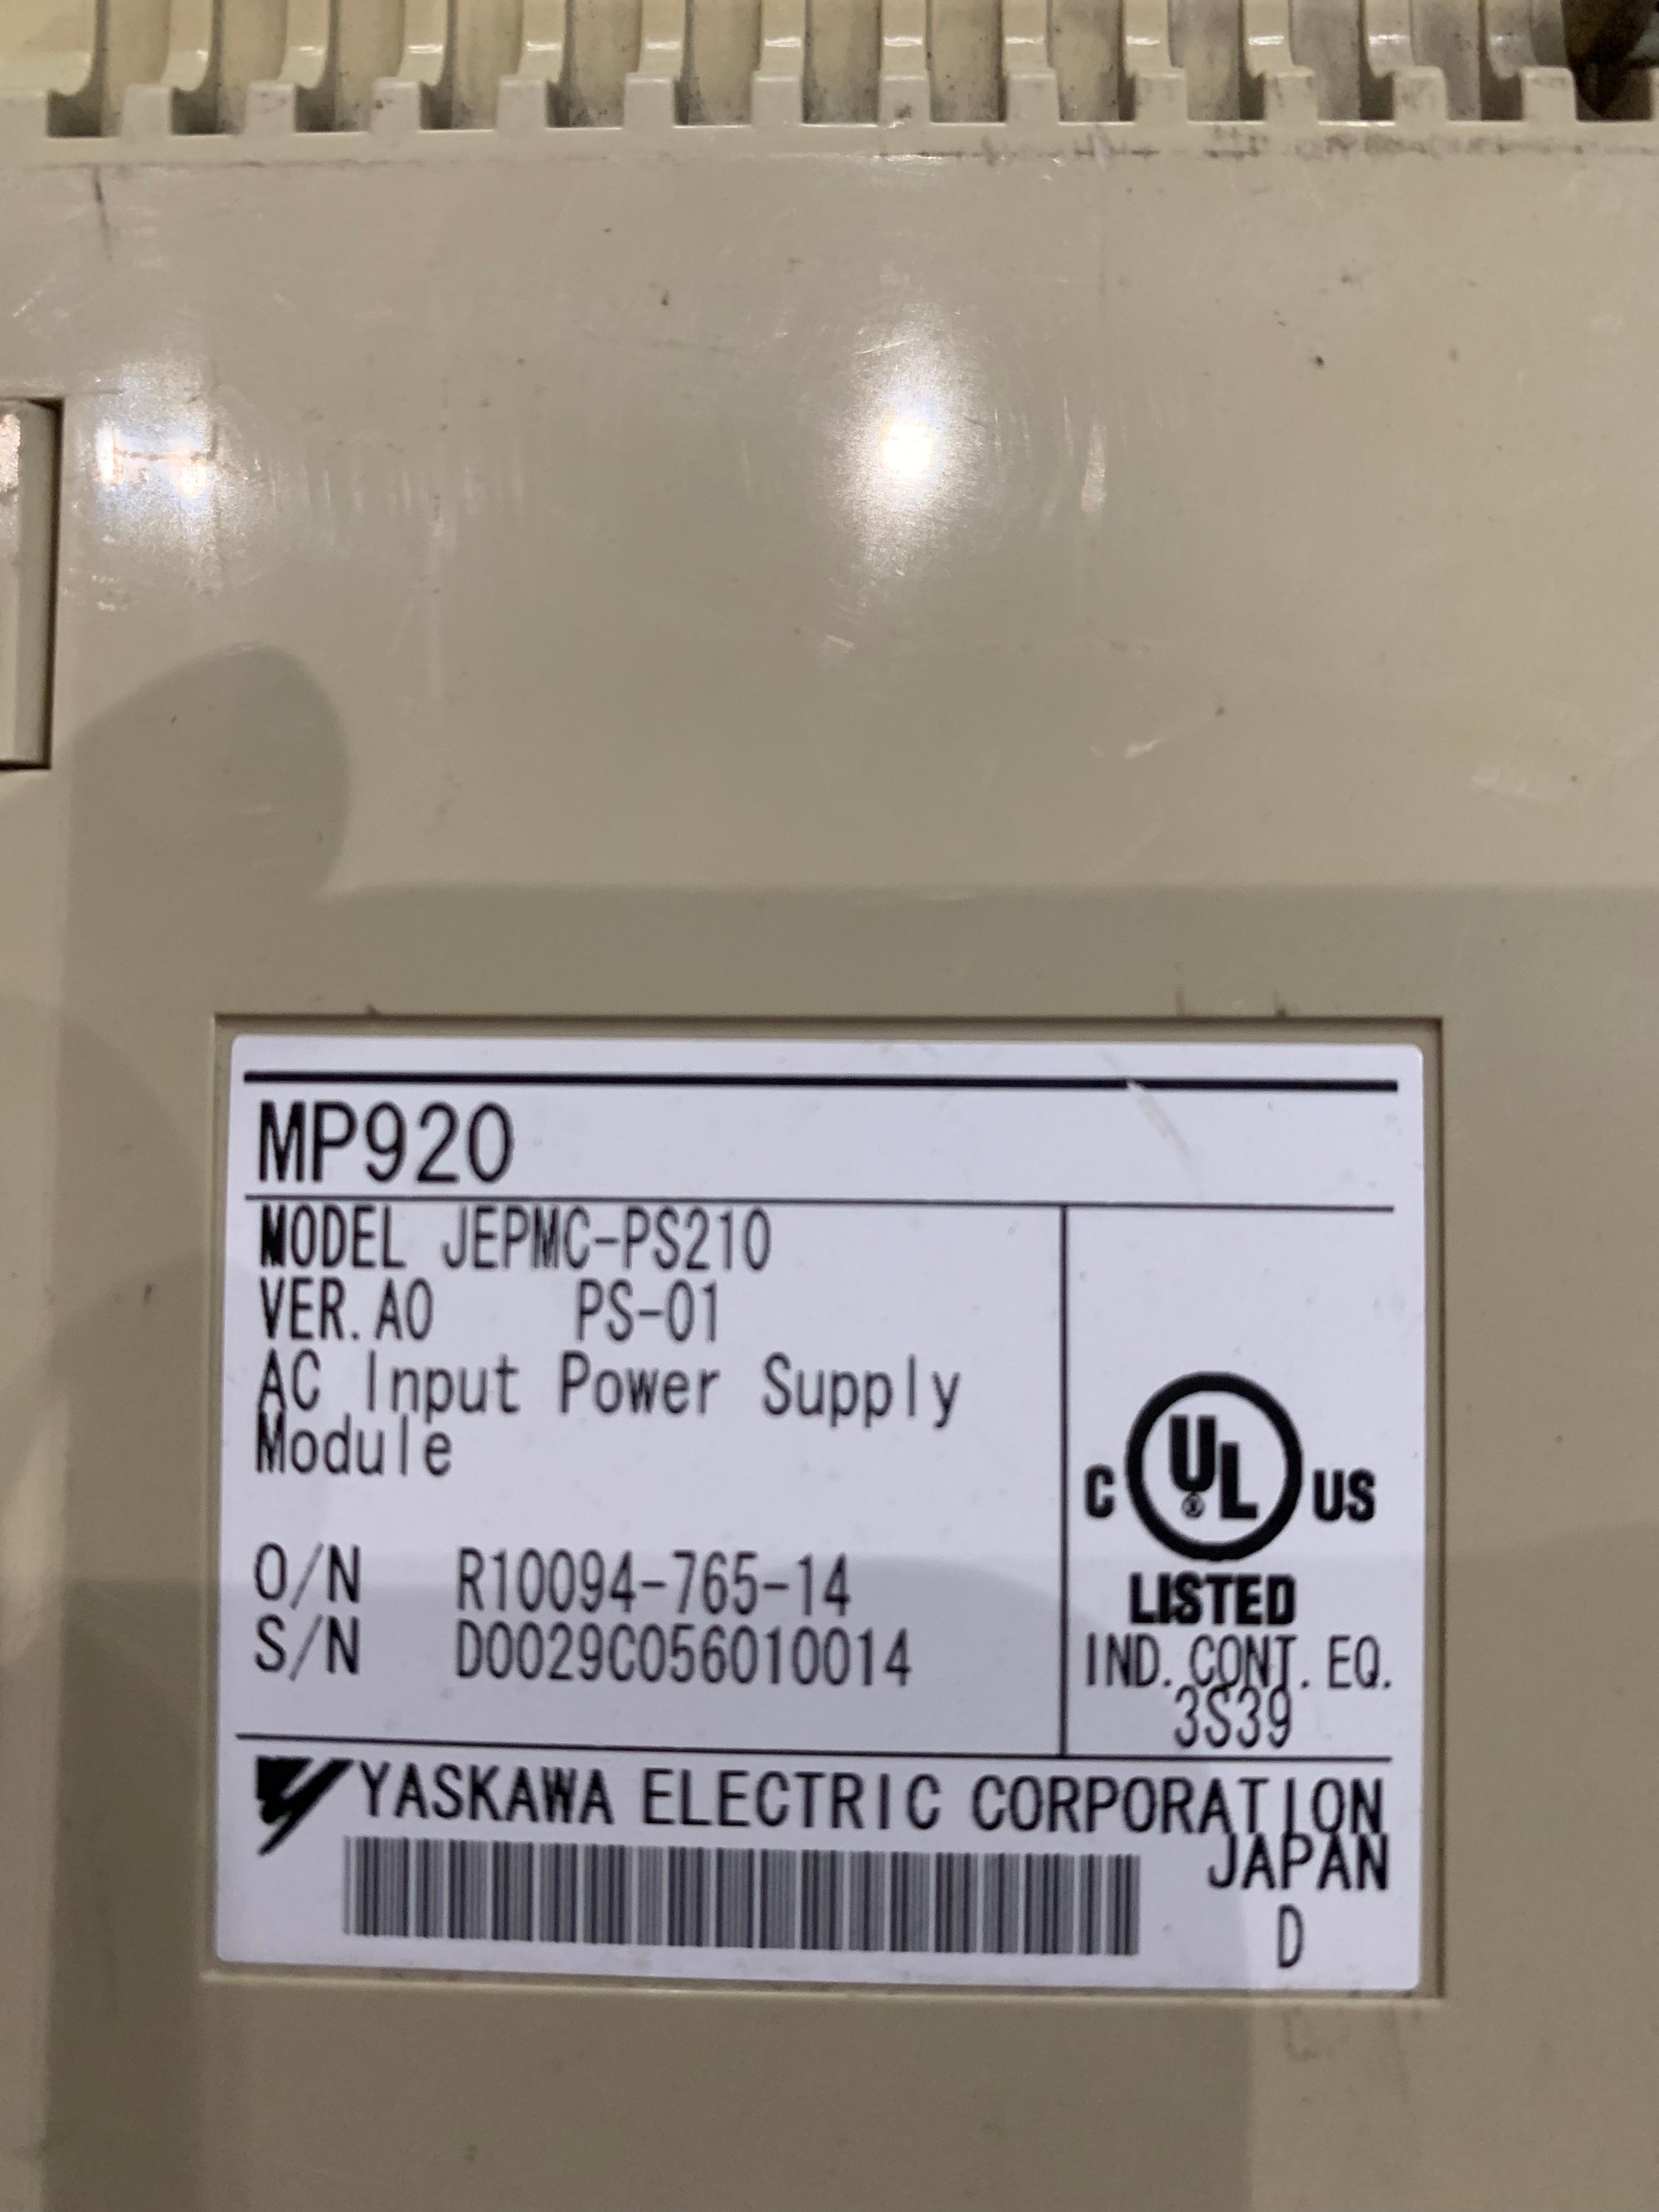 MP920
MODEL JEPMC-PS210
VER. A0 PS-01
AC Input Power Supply
Module
O/N R10094-765-14
S/N D0029C056010014
C UL® US
LISTED
IND. CONT. EQ.
3S39
YASKAWA ELECTRIC CORPORATION
JAPAN
D